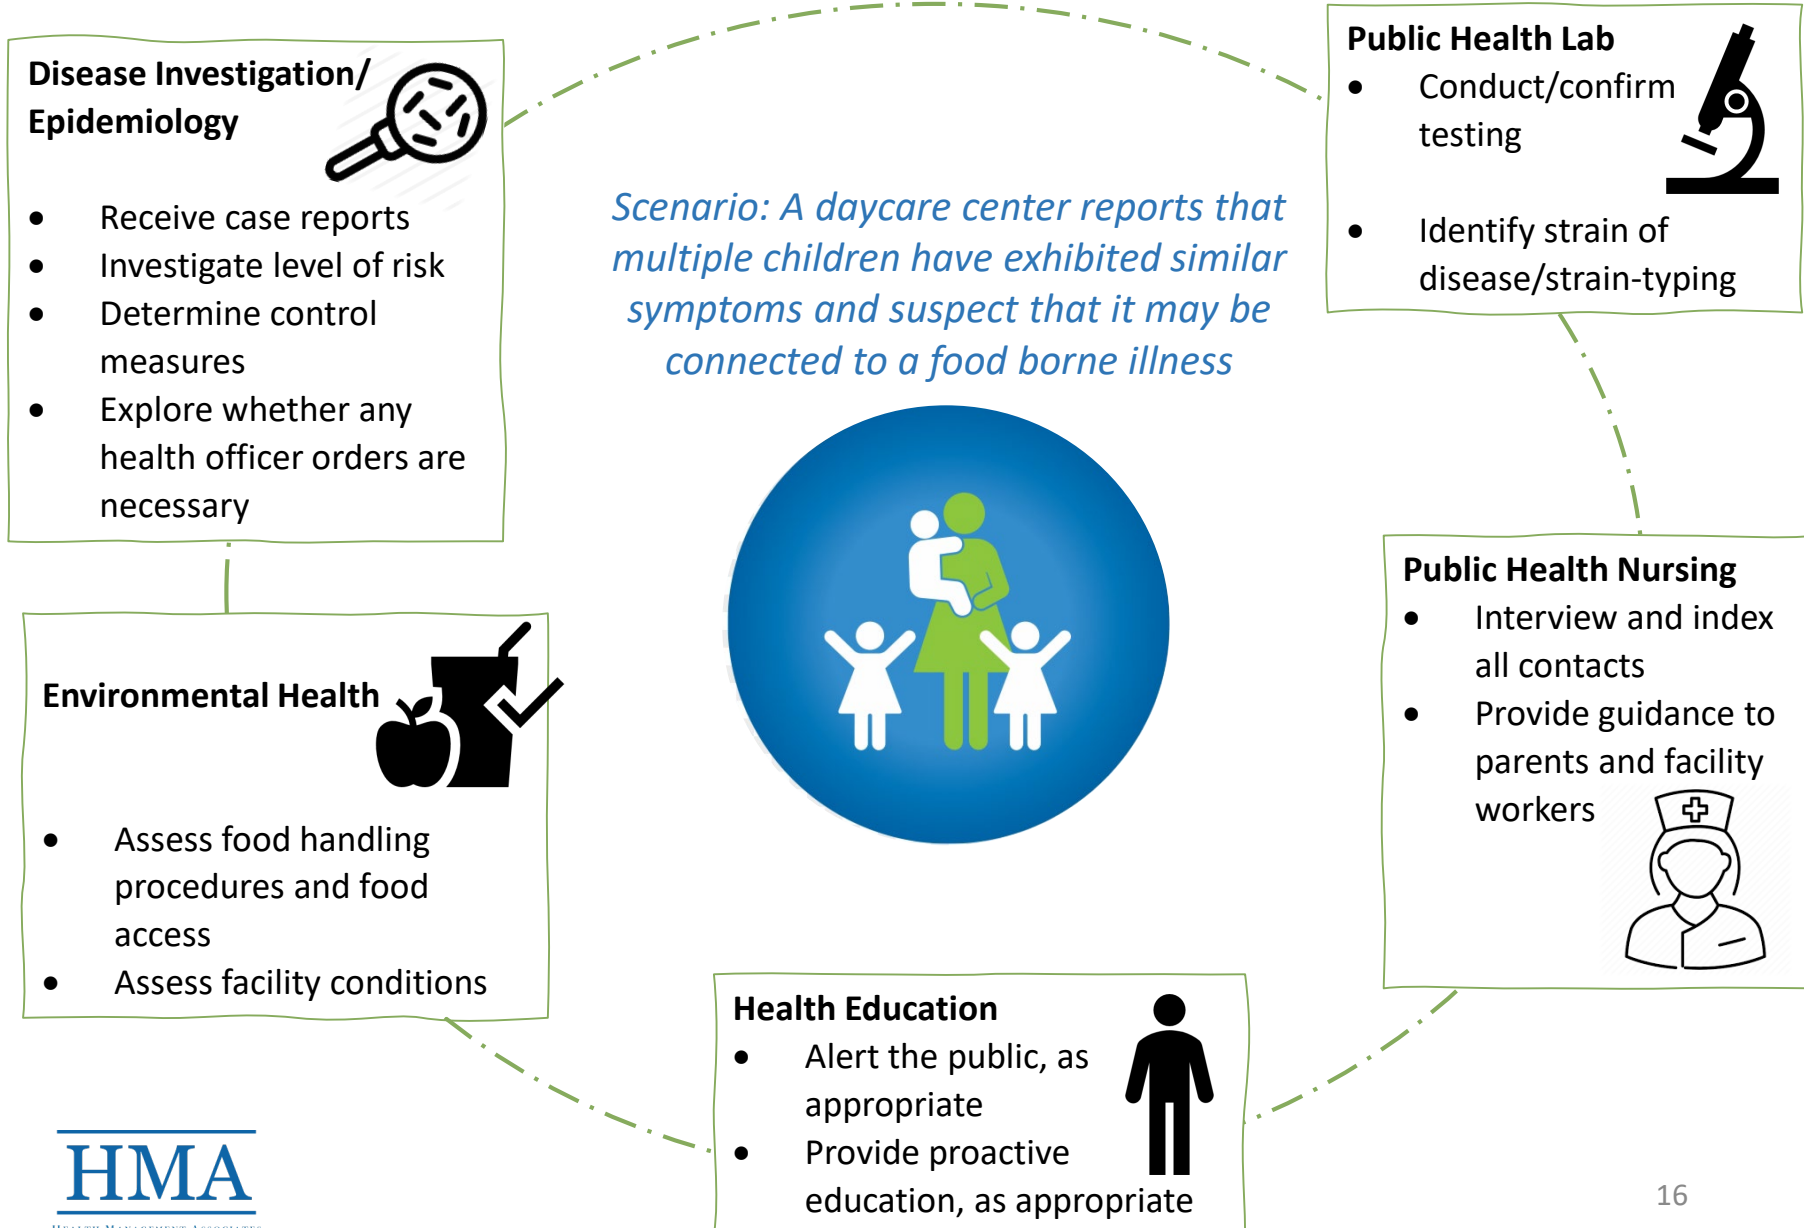 Disease Investigation/
Epidemiology
• Receive case reports
• Investigate level of risk
• Determine control
measures
• Explore whether any
health officer orders are
necessary
Public Health Lab
• Conduct/confirm
testing
• Identify strain of
disease/strain-typing
Scenario: A daycare center reports that
multiple children have exhibited similar
symptoms and suspect that it may be
connected to a food borne illness
Environmental Health
• Assess food handling
procedures and food
access
• Assess facility conditions
Public Health Nursing
• Interview and index
all contacts
• Provide guidance to
parents and facility
workers
Health Education
• Alert the public, as
appropriate
• Provide proactive
education, as appropriate
HMA
HEALTH MANAGEMENT ASSOCIATES
16